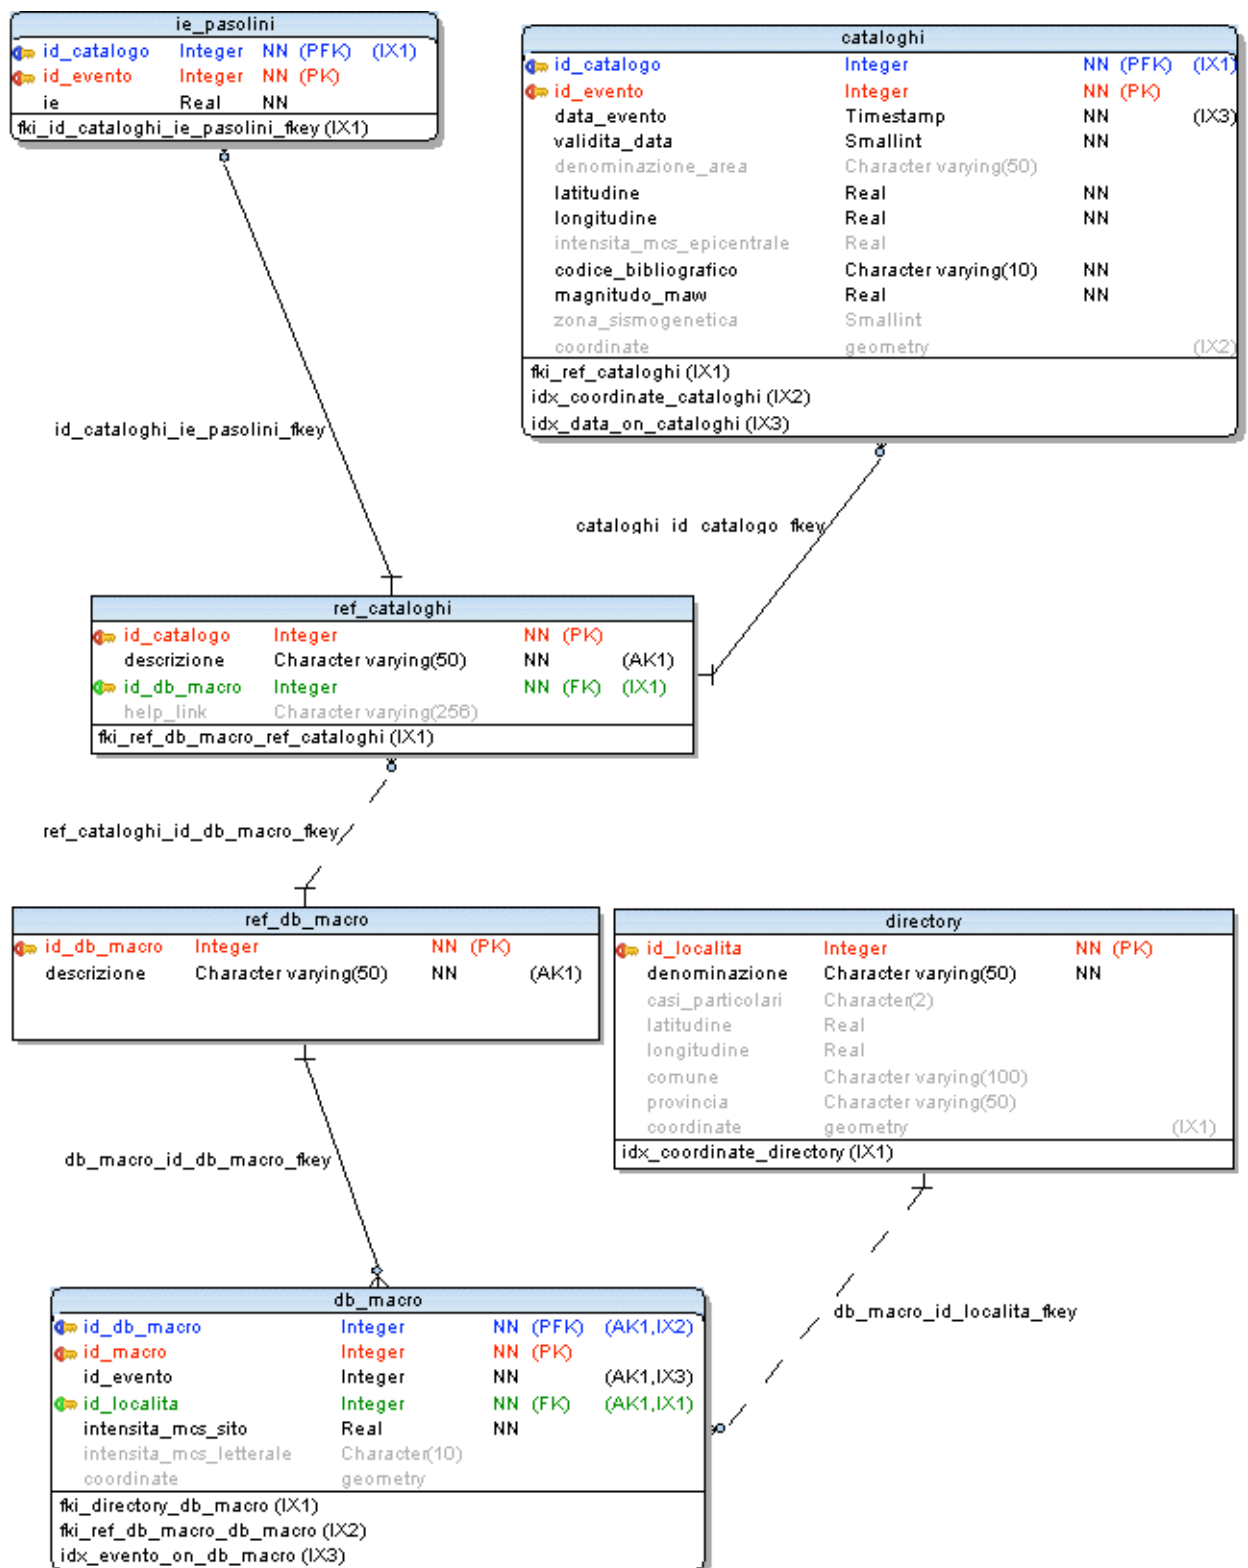 ie_pasolini
id_catalogo Integer NN (PFK) (IX1)
id_evento Integer NN (PK)
ie Real NN
fki_id_cataloghi_ie_pasolini_fkey (IX1)
cataloghi
id_catalogo Integer NN (PFK) (IX1)
id_evento Integer NN (PK)
data_evento Timestamp NN (IX3)
validita_data Smallint NN
denominazione_area Character varying(50)
latitudine Real NN
longitudine Real NN
intensita_mcs_epicentrale Real
codice_bibliografico Character varying(10) NN
magnitudo_maw Real NN
zona_sismogenetica Smallint
coordinate geometry (IX2)
fki_ref_cataloghi (IX1)
idx_coordinate_cataloghi (IX2)
idx_data_on_cataloghi (IX3)
id_cataloghi_ie_pasolini_fkey
cataloghi_id_catalogo_fkey
ref_cataloghi
id_catalogo Integer NN (PK)
descrizione Character varying(50) NN (AK1)
id_db_macro Integer NN (FK) (IX1)
help_link Character varying(256)
fki_ref_db_macro_ref_cataloghi (IX1)
ref_cataloghi_id_db_macro_fkey
ref_db_macro
id_db_macro Integer NN (PK)
descrizione Character varying(50) NN (AK1)
directory
id_localita Integer NN (PK)
denominazione Character varying(50) NN
casi_particolari Character(2)
latitudine Real
longitudine Real
comune Character varying(100)
provincia Character varying(50)
coordinate geometry (IX1)
idx_coordinate_directory (IX1)
db_macro_id_db_macro_fkey
db_macro_id_localita_fkey
db_macro
id_db_macro Integer NN (PFK) (AK1,IX2)
id_macro Integer NN (PK)
id_evento Integer NN (AK1,IX3)
id_localita Integer NN (FK) (AK1,IX1)
intensita_mcs_sito Real NN
intensita_mcs_letterale Character(10)
coordinate geometry
fki_directory_db_macro (IX1)
fki_ref_db_macro_db_macro (IX2)
idx_evento_on_db_macro (IX3)